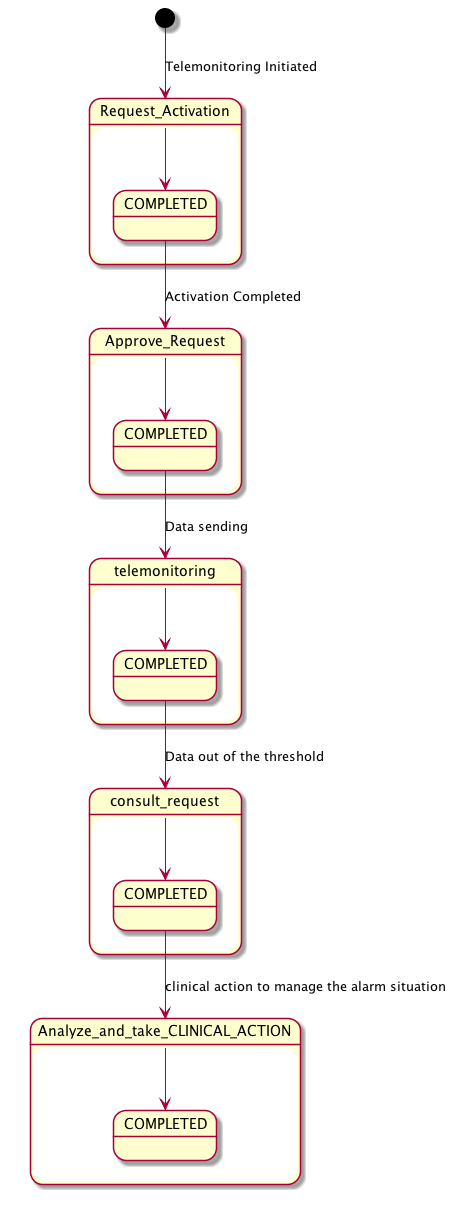 Telemonitoring Initiated
Request_Activation
COMPLETED
Activation Completed
Approve_Request
COMPLETED
Data sending
telemonitoring
COMPLETED
Data out of the threshold
consult_request
COMPLETED
clinical action to manage the alarm situation
Analyze_and_take_CLINICAL_ACTION
COMPLETED